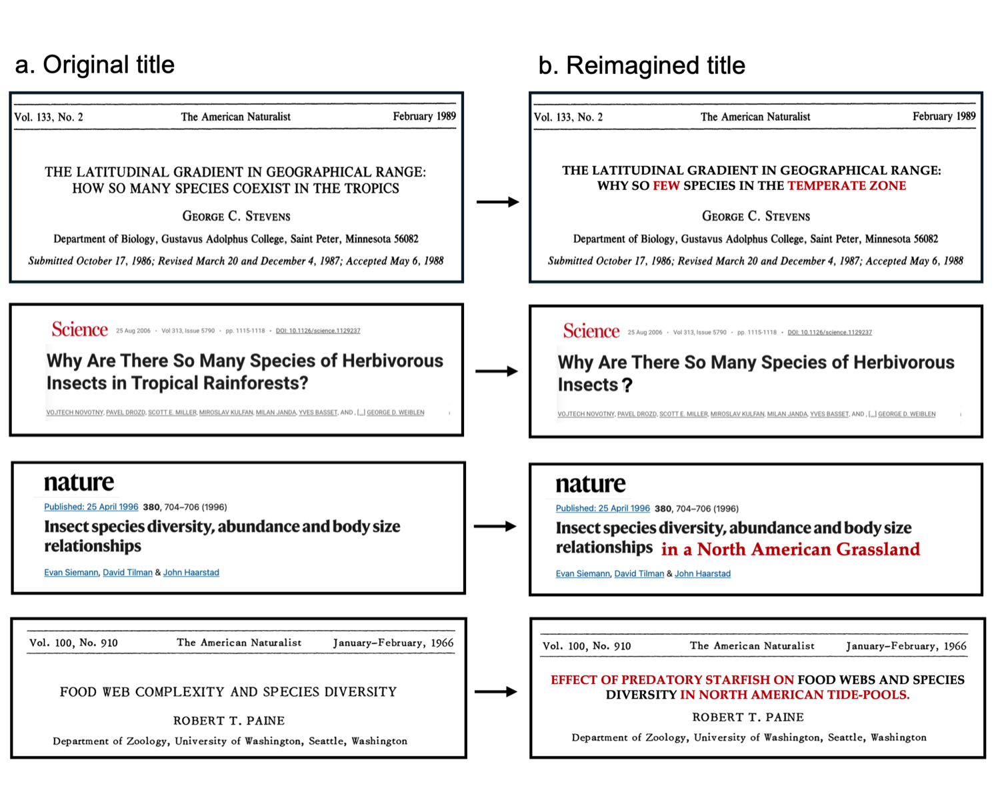 a. Original title
b. Reimagined title
Vol. 133, No. 2 The American Naturalist February 1989
THE LATITUDINAL GRADIENT IN GEOGRAPHICAL RANGE:
HOW SO MANY SPECIES COEXIST IN THE TROPICS
GEORGE C. STEVENS
Department of Biology, Gustavus Adolphus College, Saint Peter, Minnesota 56082
Submitted October 17, 1986; Revised March 20 and December 4, 1987; Accepted May 6, 1988
Vol. 133, No. 2 The American Naturalist February 1989
THE LATITUDINAL GRADIENT IN GEOGRAPHICAL RANGE:
WHY SO FEW SPECIES IN THE TEMPERATE ZONE
GEORGE C. STEVENS
Department of Biology, Gustavus Adolphus College, Saint Peter, Minnesota 56082
Submitted October 17, 1986; Revised March 20 and December 4, 1987; Accepted May 6, 1988
Science 25 Aug 2006 • Vol 313, Issue 5790 • pp. 1115-1118 • DOI: 10.1126/science.1129237
Why Are There So Many Species of Herbivorous
Insects in Tropical Rainforests?
VOJTECH NOVOTNY, PAVEL DROZD, SCOTT E. MILLER, MIROSLAV KULFAN, MILAN JANDA, YVES BASSET, AND , [...] GEORGE D. WEIBLEN
Science 25 Aug 2006 • Vol 313, Issue 5790 • pp. 1115-1118 • DOI: 10.1126/science.1129237
Why Are There So Many Species of Herbivorous
Insects ?
VOJTECH NOVOTNY, PAVEL DROZD, SCOTT E. MILLER, MIROSLAV KULFAN, MILAN JANDA, YVES BASSET, AND , [...] GEORGE D. WEIBLEN
nature
Published: 25 April 1996 380, 704–706 (1996)
Insect species diversity, abundance and body size
relationships
Evan Siemann, David Tilman & John Haarstad
nature
Published: 25 April 1996 380, 704–706 (1996)
Insect species diversity, abundance and body size
relationships in a North American Grassland
Evan Siemann, David Tilman & John Haarstad
Vol. 100, No. 910 The American Naturalist January–February, 1966
FOOD WEB COMPLEXITY AND SPECIES DIVERSITY
ROBERT T. PAINE
Department of Zoology, University of Washington, Seattle, Washington
Vol. 100, No. 910 The American Naturalist January–February, 1966
EFFECT OF PREDATORY STARFISH ON FOOD WEBS AND SPECIES
DIVERSITY IN NORTH AMERICAN TIDE-POOLS.
ROBERT T. PAINE
Department of Zoology, University of Washington, Seattle, Washington